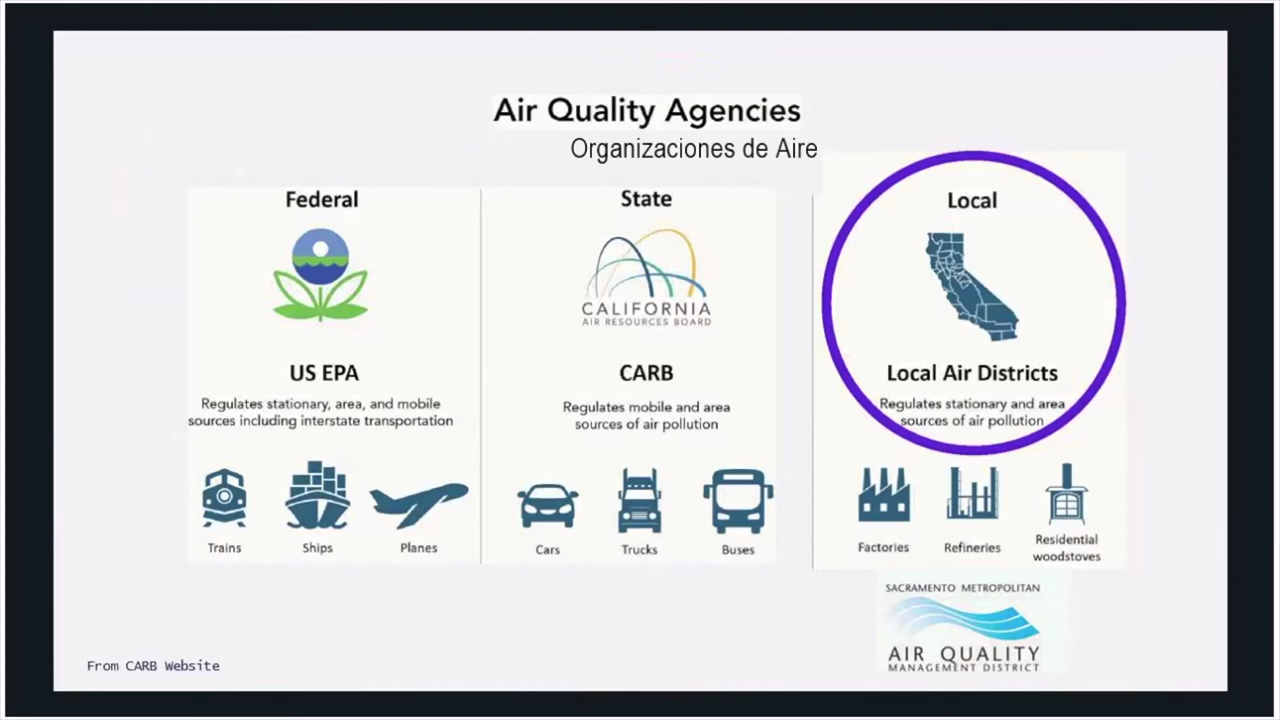 Air Quality Agencies
Organizaciones de Aire
Federal
US EPA
Regulates stationary, area, and mobile
sources including interstate transportation
Trains
Ships
Planes
State
CALIFORNIA
AIR RESOURCES BOARD
CARB
Regulates mobile and area
sources of air pollution
Cars
Trucks
Buses
Local
Local Air Districts
Regulates stationary and area
sources of air pollution
Factories
Refineries
Residential
woodstoves
SACRAMENTO METROPOLITAN
AIR QUALITY
MANAGEMENT DISTRICT
From CARB Website